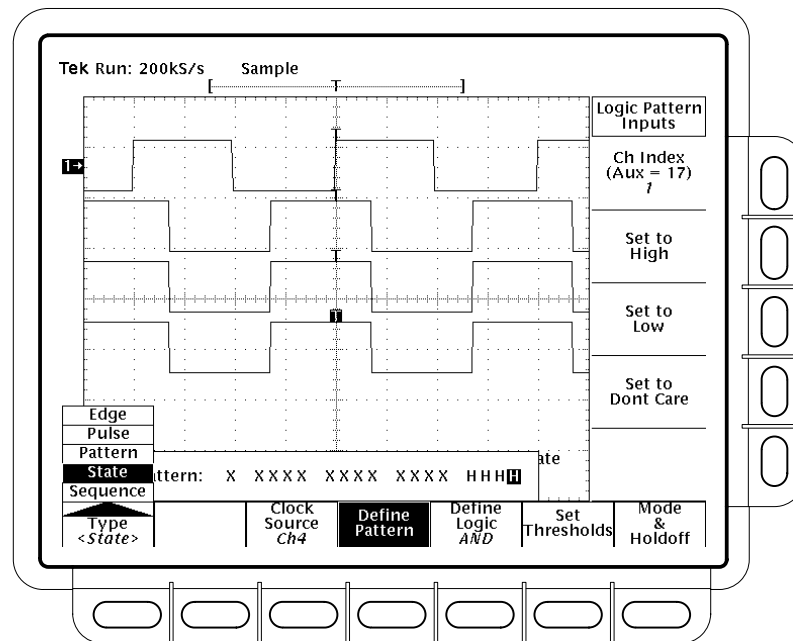 Tek Run: 200kS/s Sample
[ T ]
Logic Pattern
Inputs
1→
Ch Index
(Aux = 17)
1
Set to
High
Set to
Low
Set to
Dont Care
T
T
T
T
Edge
Pulse
Pattern
State
Sequence
ate
ttern: X XXXX XXXX XXXX HHHH
Type
<State>
Clock
Source
Ch4
Define
Pattern
Define
Logic
AND
Set
Thresholds
Mode
&
Holdoff